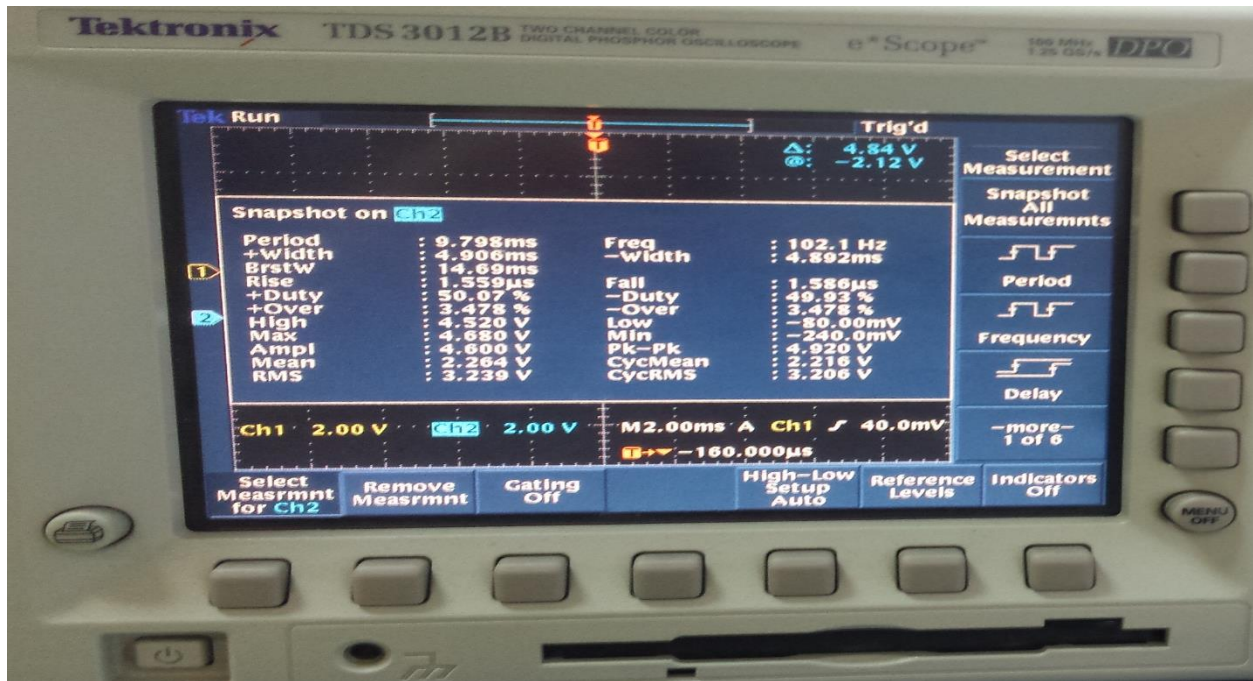 Tektronix TDS 3012B TWO CHANNEL COLOR DIGITAL PHOSPHOR OSCILLOSCOPE e*Scope™ 100 MHz 1.25 GS/s DPO
Tek Run Trig'd
T
T
Δ: 4.84 V
@: -2.12 V
Snapshot on Ch2
Period : 9.798ms Freq : 102.1 Hz
+Width : 4.906ms -Width : 4.892ms
BrstW : 14.69ms
Rise : 1.559µs Fall : 1.586µs
+Duty : 50.07 % -Duty : 49.93 %
+Over : 3.478 % -Over : 3.478 %
High : 4.520 V Low : -80.00mV
Max : 4.680 V Min : -240.0mV
Ampl : 4.600 V Pk-Pk : 4.920 V
Mean : 2.264 V CycMean : 2.216 V
RMS : 3.239 V CycRMS : 3.206 V
1
2
Ch1 2.00 V Ch2 2.00 V M2.00ms A Ch1 40.0mV
T -160.000µs
Select
Measurement
Snapshot
All
Measuremnts
Period
Frequency
Delay
-more-
1 of 6
Select
Measrmnt
for Ch2
Remove
Measrmnt
Gating
Off
High-Low
Setup
Auto
Reference
Levels
Indicators
Off
MENU
OFF